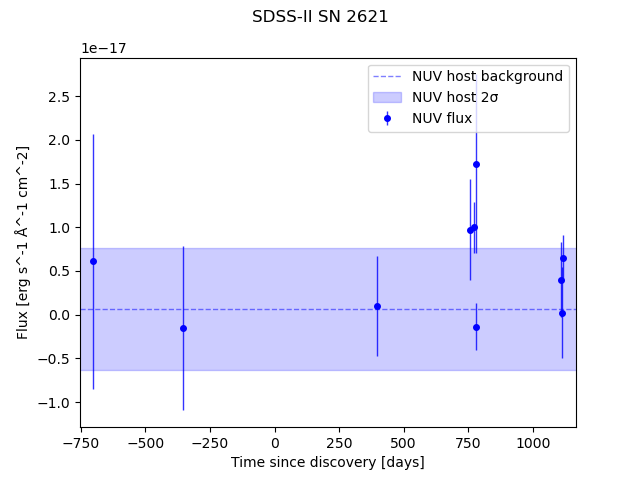 SDSS-II SN 2621
1e−17
NUV host background
NUV host 2σ
NUV flux
2.5
2.0
1.5
1.0
0.5
0.0
−0.5
−1.0
Flux [erg s^-1 Å^-1 cm^-2]
−750 −500 −250 0 250 500 750 1000
Time since discovery [days]